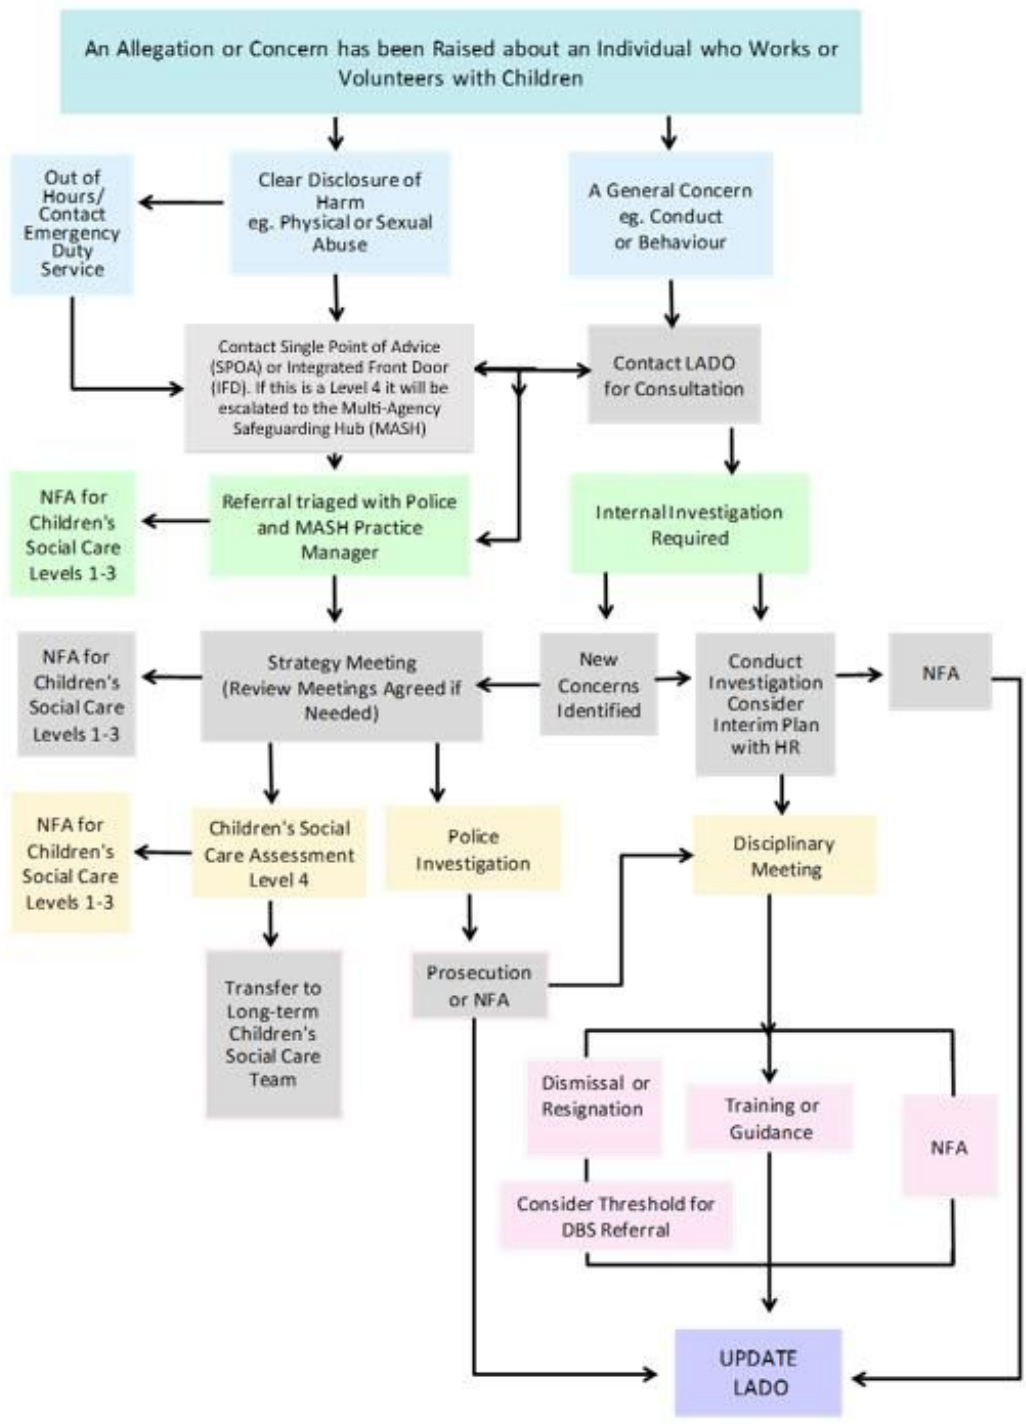 An Allegation or Concern has been Raised about an Individual who Works or
Volunteers with Children
Out of
Hours/
Contact
Emergency
Duty
Service
Clear Disclosure of
Harm
eg. Physical or Sexual
Abuse
A General Concern
eg. Conduct
or Behaviour
Contact Single Point of Advice
(SPOA) or Integrated Front Door
(IFD). If this is a Level 4 it will be
escalated to the Multi-Agency
Safeguarding Hub (MASH)
Contact LADO
for Consultation
NFA for
Children's
Social Care
Levels 1-3
Referral triaged with Police
and MASH Practice
Manager
Internal Investigation
Required
NFA for
Children's
Social Care
Levels 1-3
Strategy Meeting
(Review Meetings Agreed if
Needed)
New
Concerns
Identified
Conduct
Investigation
Consider
Interim Plan
with HR
NFA
NFA for
Children's
Social Care
Levels 1-3
Children's Social
Care Assessment
Level 4
Police
Investigation
Disciplinary
Meeting
Transfer to
Long-term
Children's
Social Care
Team
Prosecution
or NFA
Dismissal or
Resignation
Training or
Guidance
NFA
Consider Threshold for
DBS Referral
UPDATE
LADO